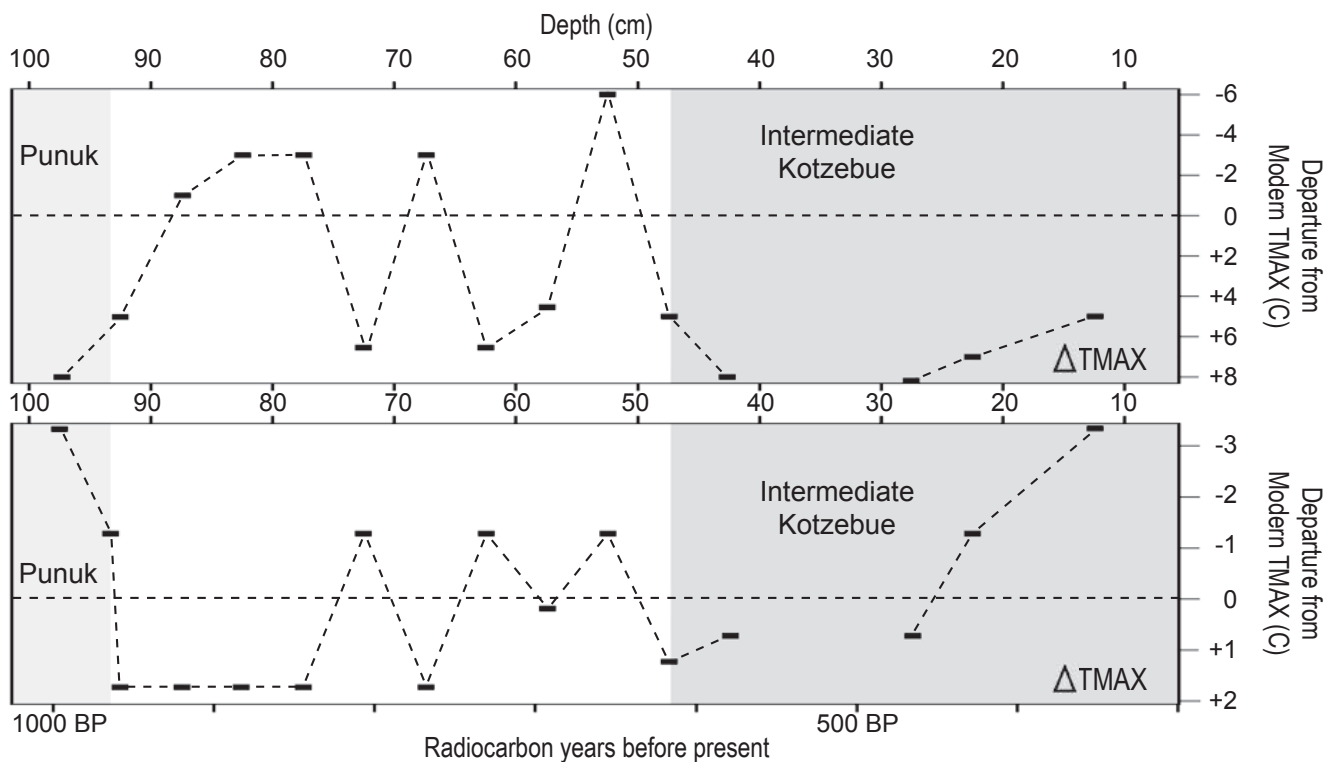 Depth (cm)
100 90 80 70 60 50 40 30 20 10
Punuk
Intermediate
Kotzebue
-6
-4
-2
0
+2
+4
+6
+8
Departure from
Modern TMAX (C)
△TMAX
100 90 80 70 60 50 40 30 20 10
Punuk
Intermediate
Kotzebue
-3
-2
-1
0
+1
+2
Departure from
Modern TMAX (C)
△TMAX
1000 BP 500 BP
Radiocarbon years before present